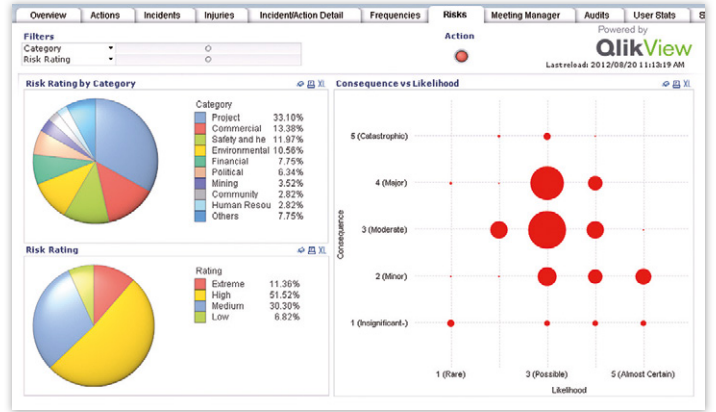 Overview Actions Incidents Injuries Incident/Action Detail Frequencies Risks Meeting Manager Audits User Stats S
Filters
Category
Risk Rating
Action
Powered by
QlikView
Last reload: 2012/08/20 11:13:19 AM
Risk Rating by Category XL
Category
Project 33.10%
Commercial 13.38%
Safety and he 11.97%
Environmental 10.56%
Financial 7.75%
Political 6.34%
Mining 3.52%
Community 2.82%
Human Resou 2.82%
Others 7.75%
Risk Rating XL
Rating
Extreme 11.36%
High 51.52%
Medium 30.30%
Low 6.82%
Consequence vs Likelihood XL
Consequence
5 (Catastrophic)
4 (Major)
3 (Moderate)
2 (Minor)
1 (Insignificant-)
1 (Rare) 3 (Possible) 5 (Almost Certain)
Likelihood